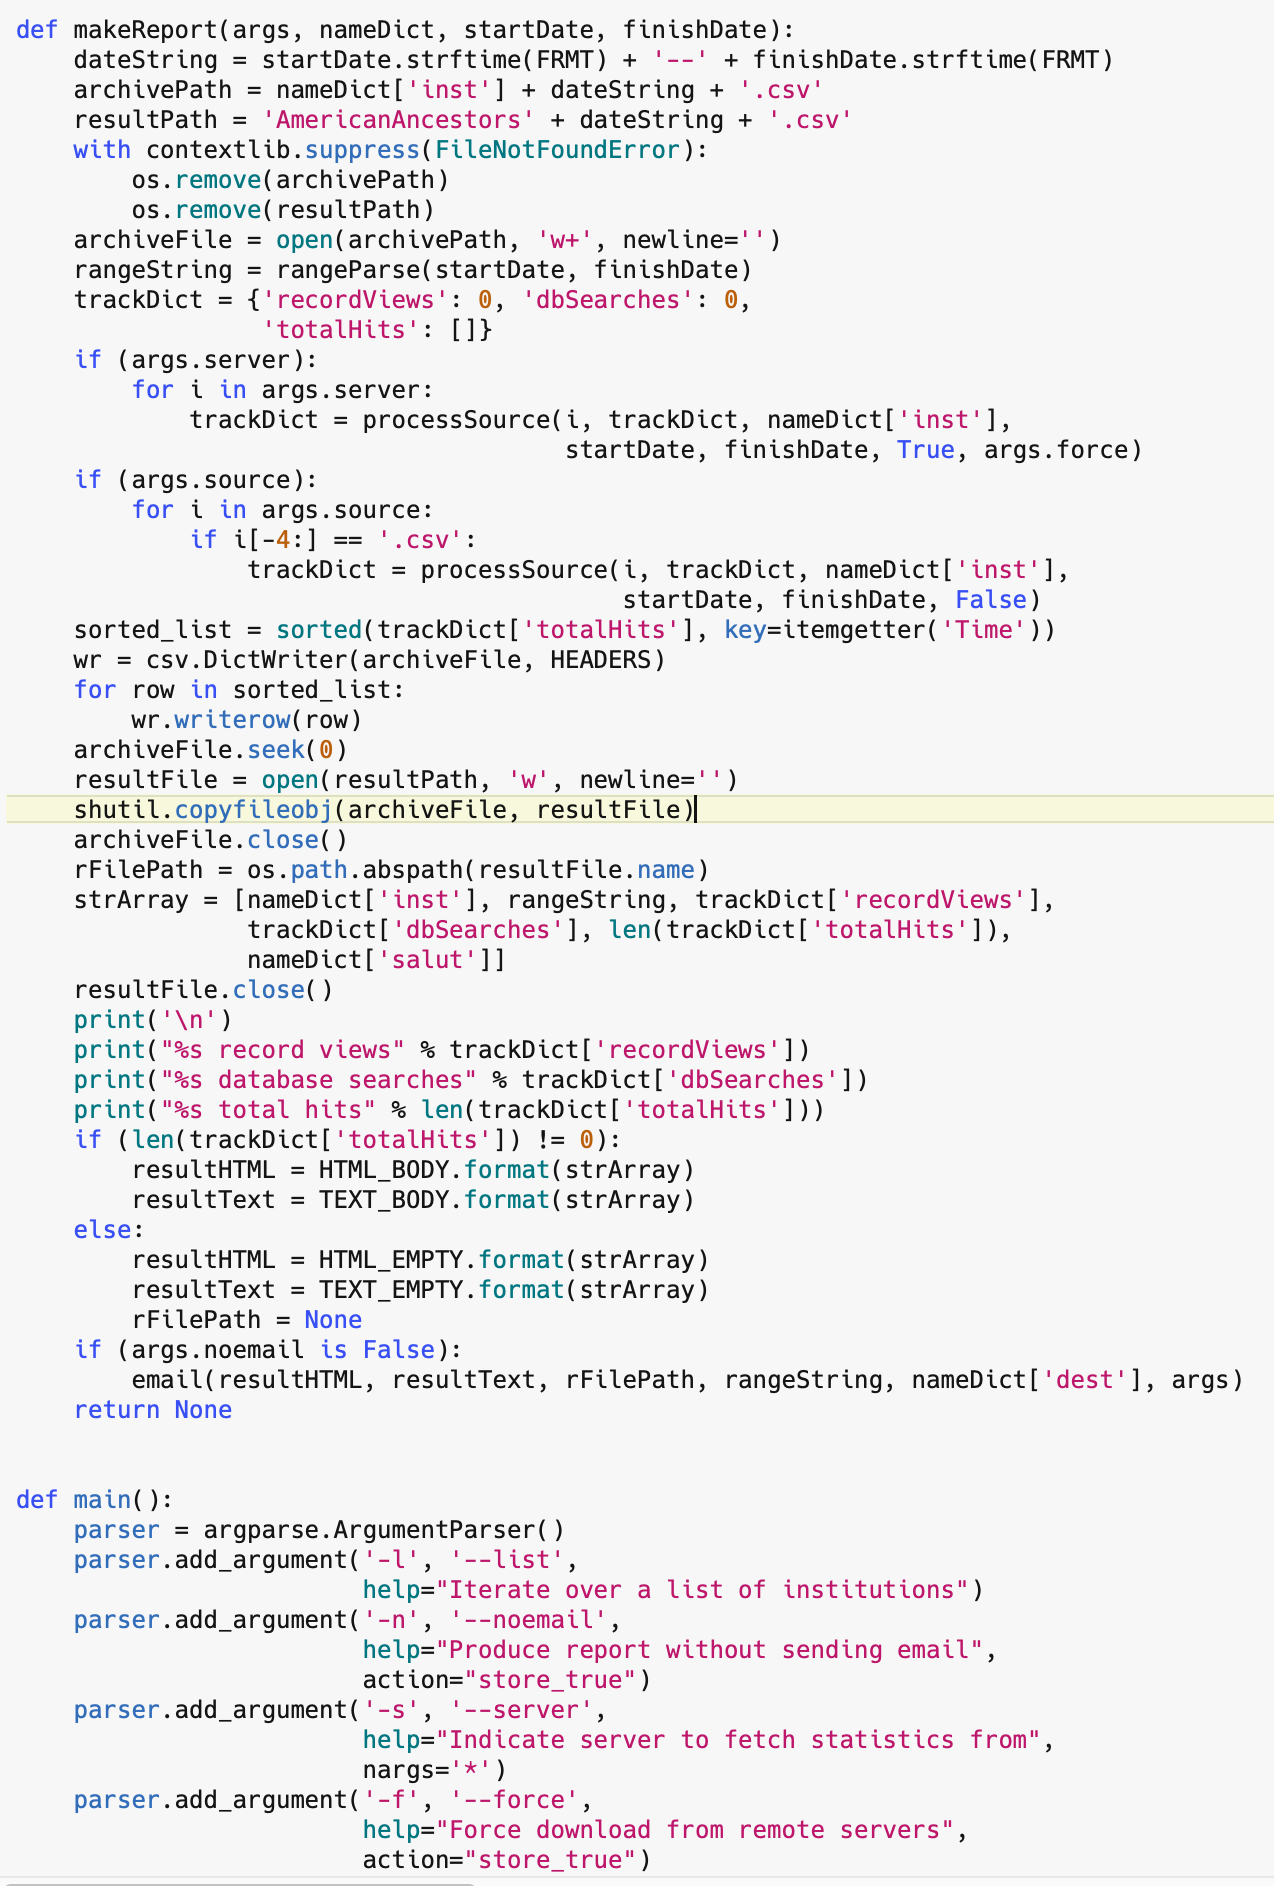 def makeReport(args, nameDict, startDate, finishDate):
    dateString = startDate.strftime(FRMT) + '--' + finishDate.strftime(FRMT)
    archivePath = nameDict['inst'] + dateString + '.csv'
    resultPath = 'AmericanAncestors' + dateString + '.csv'
    with contextlib.suppress(FileNotFoundError):
        os.remove(archivePath)
        os.remove(resultPath)
    archiveFile = open(archivePath, 'w+', newline='')
    rangeString = rangeParse(startDate, finishDate)
    trackDict = {'recordViews': 0, 'dbSearches': 0,
                 'totalHits': []}
    if (args.server):
        for i in args.server:
            trackDict = processSource(i, trackDict, nameDict['inst'],
                                      startDate, finishDate, True, args.force)
    if (args.source):
        for i in args.source:
            if i[-4:] == '.csv':
                trackDict = processSource(i, trackDict, nameDict['inst'],
                                          startDate, finishDate, False)
    sorted_list = sorted(trackDict['totalHits'], key=itemgetter('Time'))
    wr = csv.DictWriter(archiveFile, HEADERS)
    for row in sorted_list:
        wr.writerow(row)
    archiveFile.seek(0)
    resultFile = open(resultPath, 'w', newline='')
    shutil.copyfileobj(archiveFile, resultFile)
    archiveFile.close()
    rFilePath = os.path.abspath(resultFile.name)
    strArray = [nameDict['inst'], rangeString, trackDict['recordViews'],
                trackDict['dbSearches'], len(trackDict['totalHits']),
                nameDict['salut']]
    resultFile.close()
    print('\n')
    print("%s record views" % trackDict['recordViews'])
    print("%s database searches" % trackDict['dbSearches'])
    print("%s total hits" % len(trackDict['totalHits']))
    if (len(trackDict['totalHits']) != 0):
        resultHTML = HTML_BODY.format(strArray)
        resultText = TEXT_BODY.format(strArray)
    else:
        resultHTML = HTML_EMPTY.format(strArray)
        resultText = TEXT_EMPTY.format(strArray)
        rFilePath = None
    if (args.noemail is False):
        email(resultHTML, resultText, rFilePath, rangeString, nameDict['dest'], args)
    return None


def main():
    parser = argparse.ArgumentParser()
    parser.add_argument('-l', '--list',
                        help="Iterate over a list of institutions")
    parser.add_argument('-n', '--noemail',
                        help="Produce report without sending email",
                        action="store_true")
    parser.add_argument('-s', '--server',
                        help="Indicate server to fetch statistics from",
                        nargs='*')
    parser.add_argument('-f', '--force',
                        help="Force download from remote servers",
                        action="store_true")